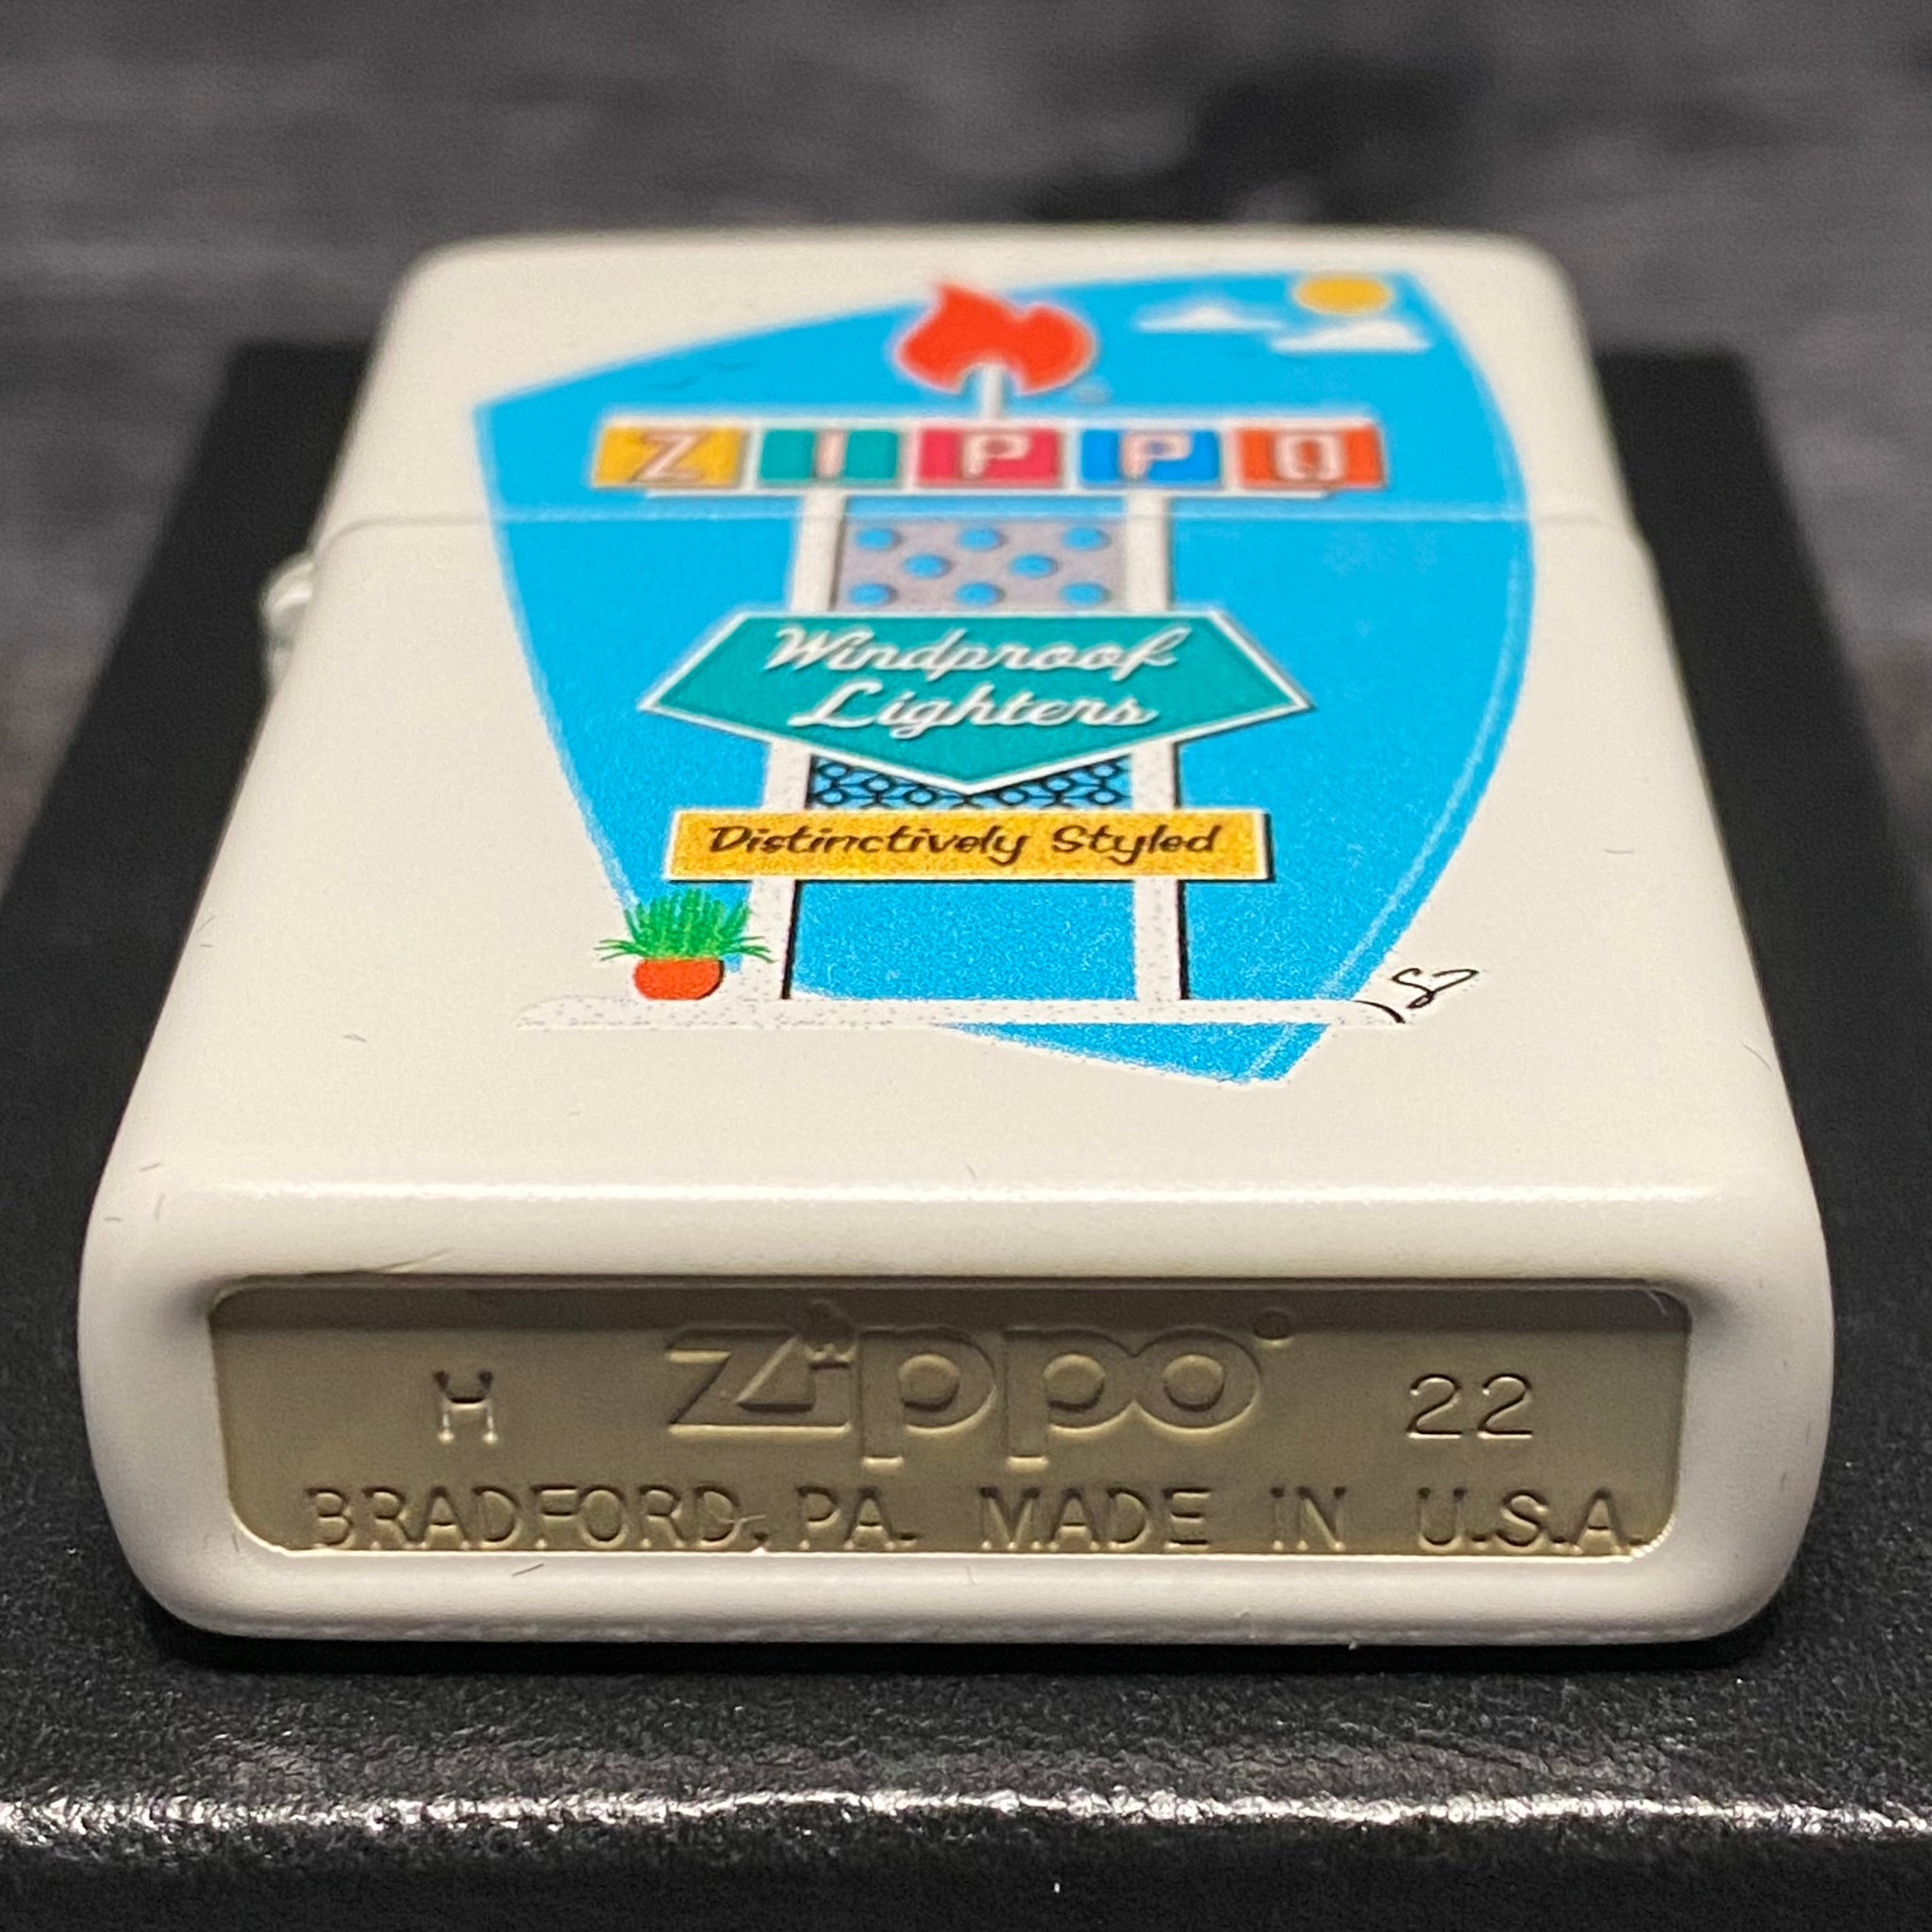 ZIPPO
Windproof
Lighters
Distinctively Styled
H zippo® 22
BRADFORD, PA. MADE IN U.S.A.